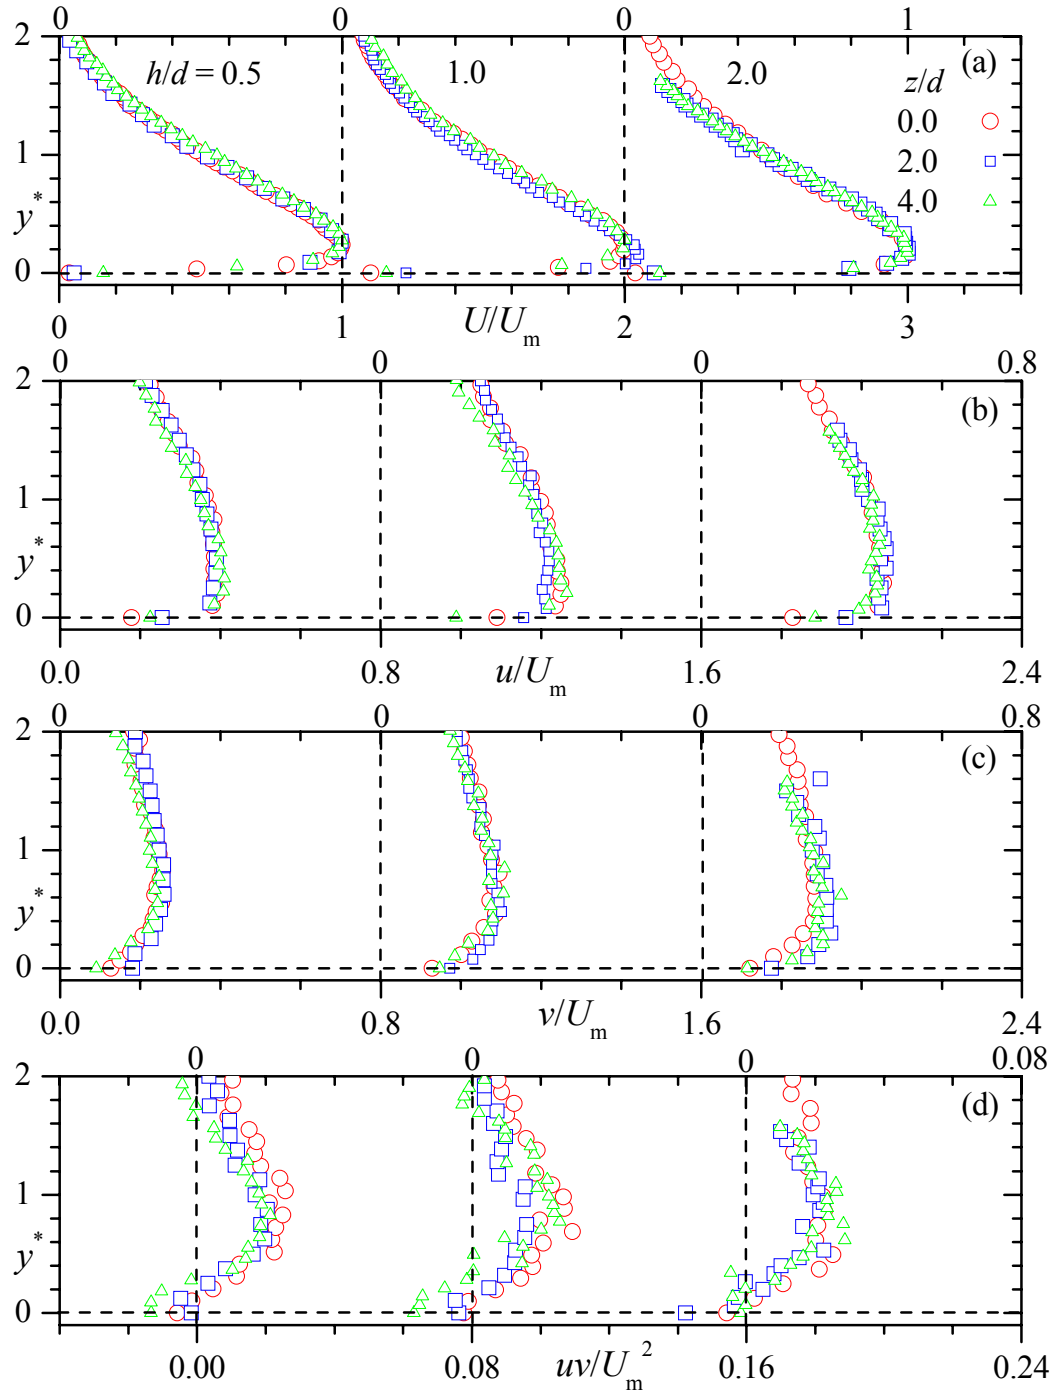 0 0 0 1
2 h/d = 0.5 1.0 2.0 (a)
z/d
0.0
1 2.0
4.0
y*
0
0 1 2 3
U/Um
0 0 0 0.8
2 (b)
1
y*
0
0.0 0.8 1.6 2.4
u/Um
0 0 0 0.8
2 (c)
1
y*
0
0.0 0.8 1.6 2.4
v/Um
0 0 0 0.08
2 (d)
1
y*
0
0.00 0.08 0.16 0.24
uv/Um²